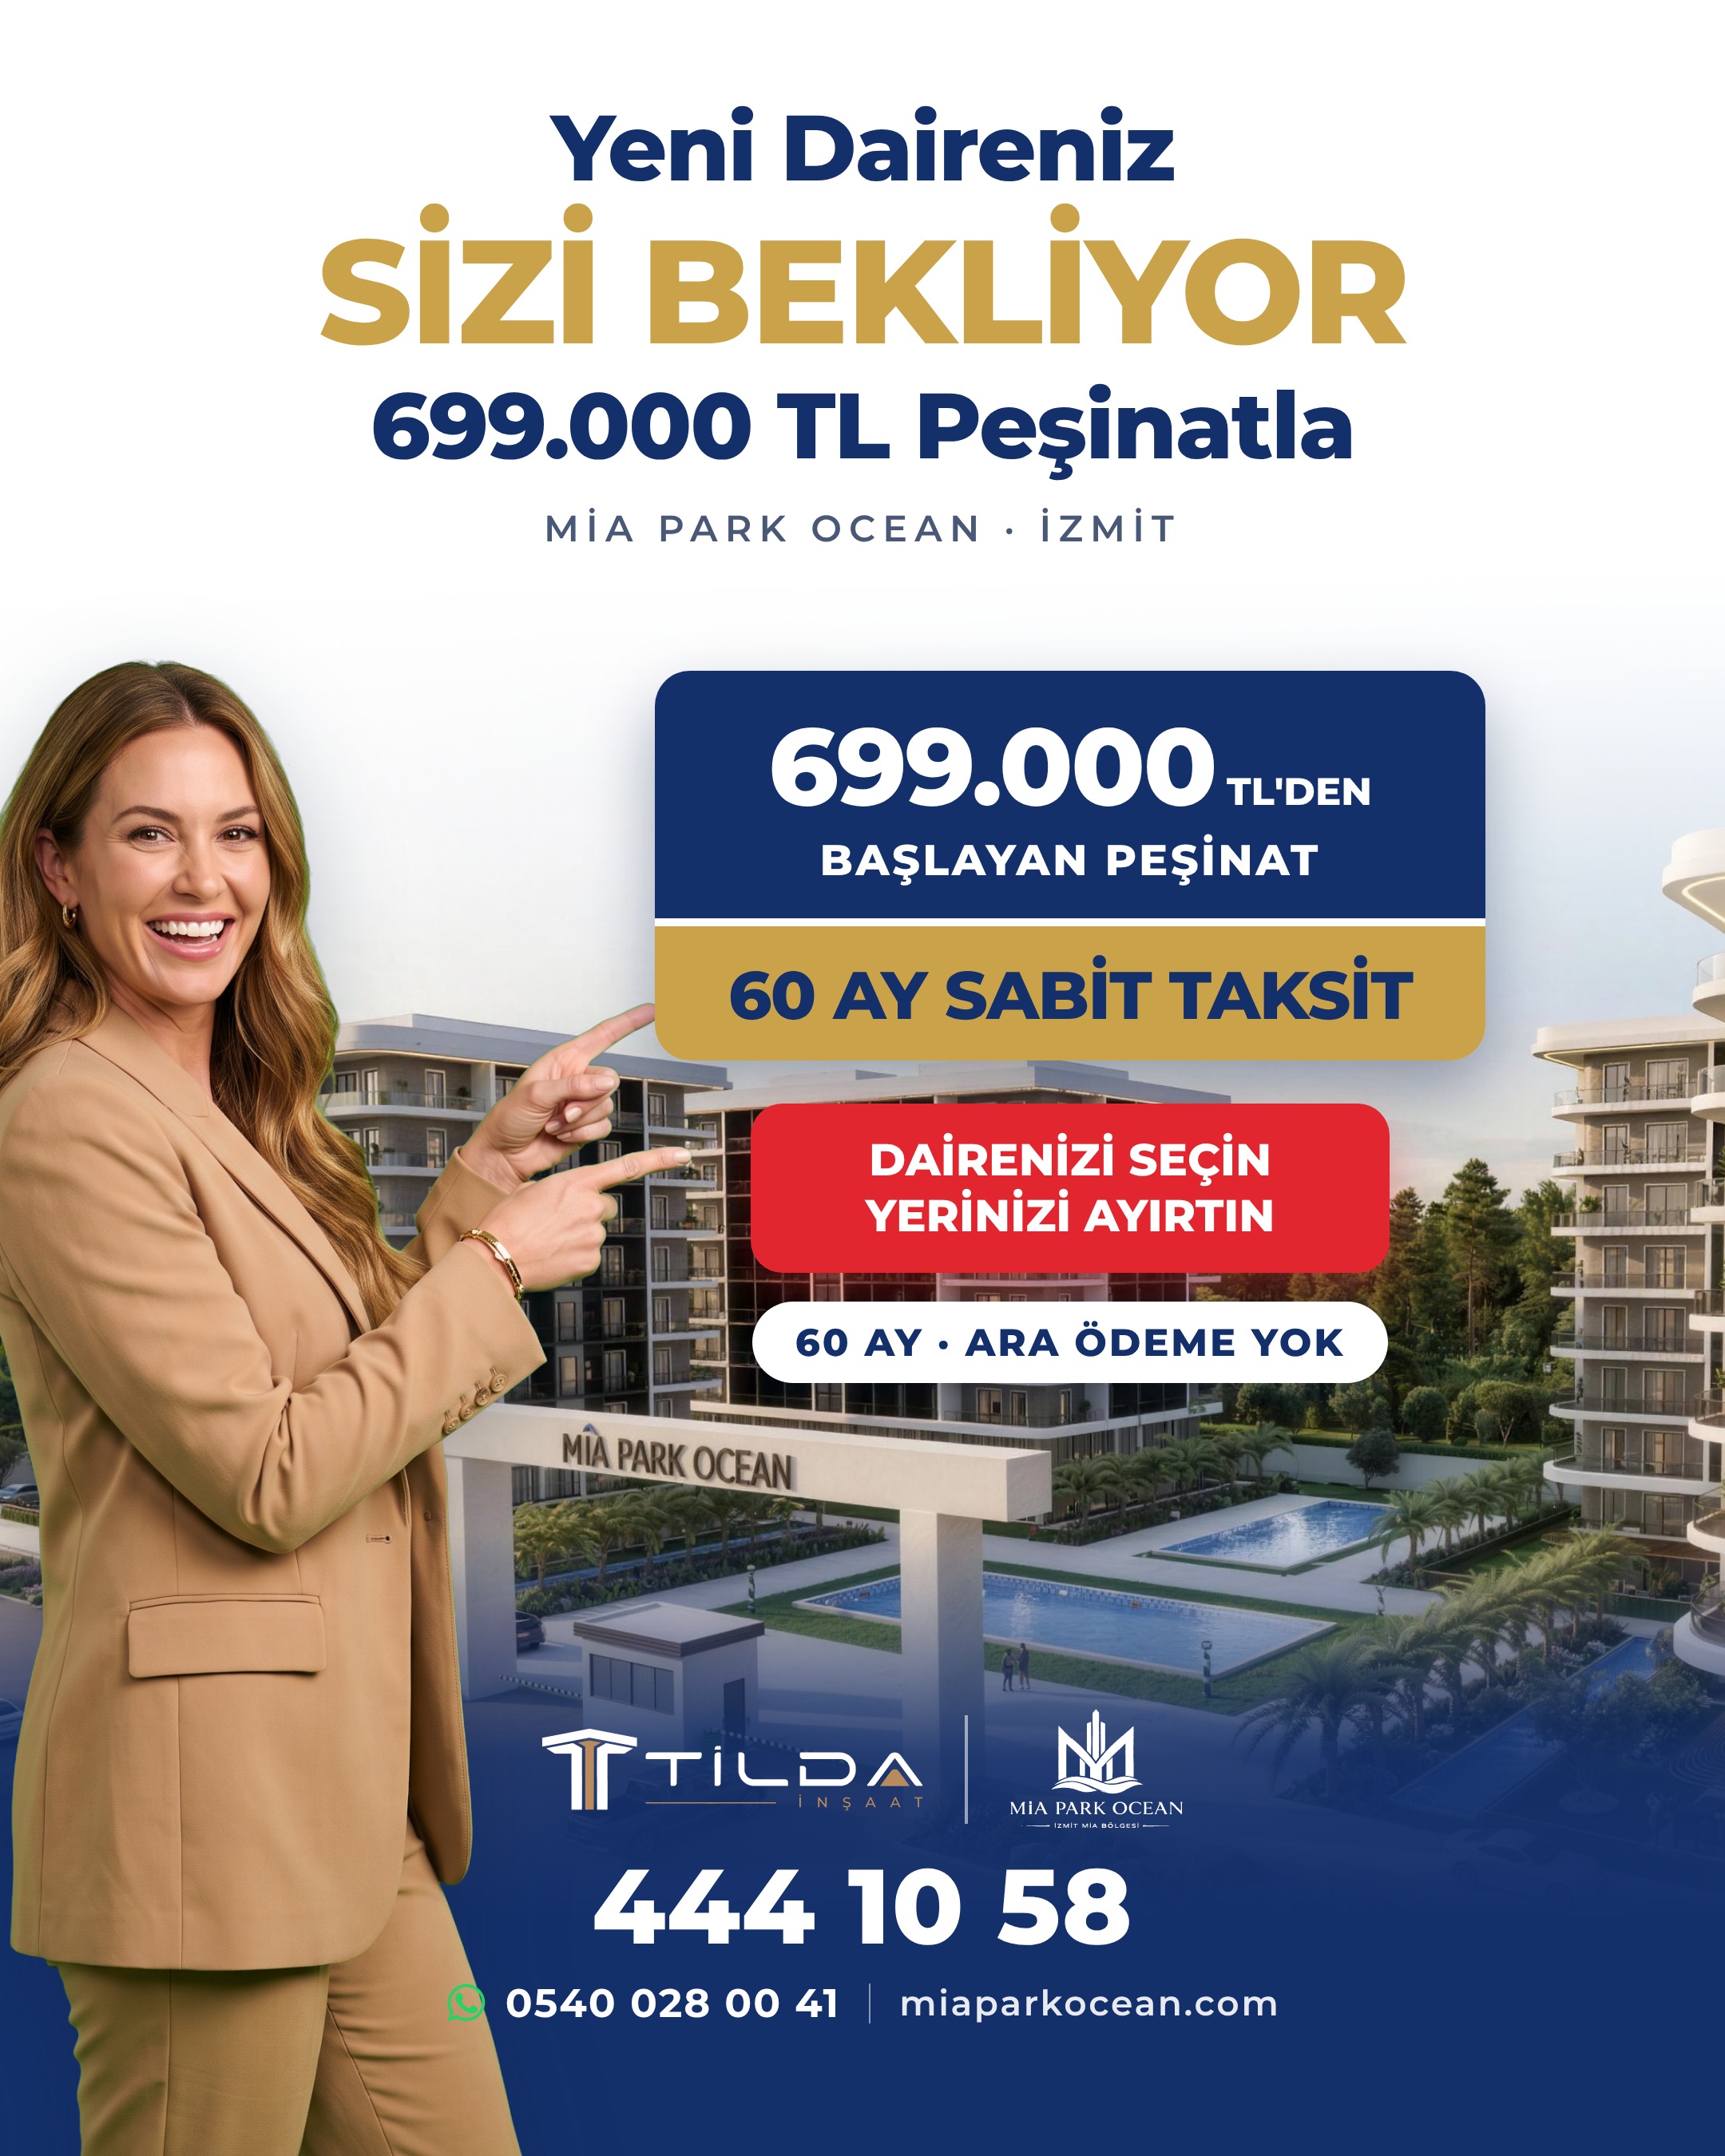 Yeni Daireniz
SİZİ BEKLİYOR
699.000 TL Peşinatla
MİA PARK OCEAN · İZMİT
699.000 TL'DEN
BAŞLAYAN PEŞİNAT
60 AY SABİT TAKSİT
DAİRENİZİ SEÇİN
YERİNİZİ AYIRTIN
60 AY · ARA ÖDEME YOK
MİA PARK OCEAN
TİLDA
İNŞAAT
MİA PARK OCEAN
İZMİT MİA BÖLGESİ
444 10 58
0540 028 00 41 | miaparkocean.com